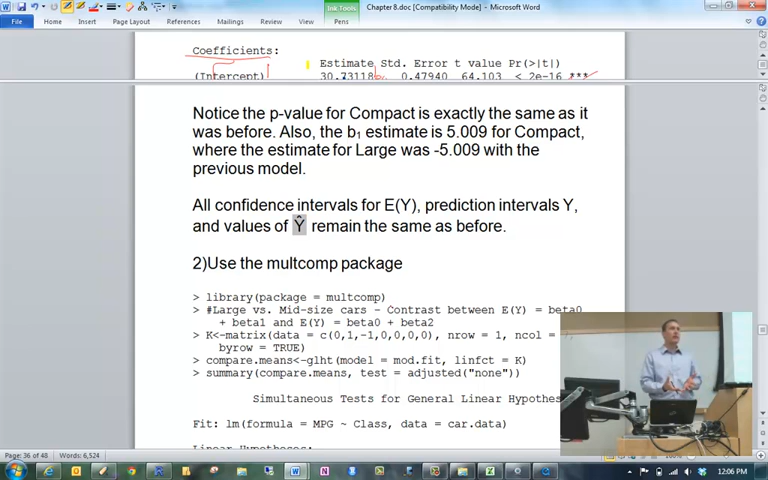 Chapter 8.doc [Compatibility Mode] - Microsoft Word
Ink Tools
File Home Insert Page Layout References Mailings Review View Pens
Coefficients:
Estimate Std. Error t value Pr(>|t|)
(Intercept) 30.73118 0.47940 64.103 < 2e-16 ***
Notice the p-value for Compact is exactly the same as it
was before. Also, the b1 estimate is 5.009 for Compact,
where the estimate for Large was -5.009 with the
previous model.
All confidence intervals for E(Y), prediction intervals Y,
and values of Ŷ remain the same as before.
2)Use the multcomp package
> library(package = multcomp)
> #Large vs. Mid-size cars - Contrast between E(Y) = beta0
+ beta1 and E(Y) = beta0 + beta2
> K<-matrix(data = c(0,1,-1,0,0,0,0), nrow = 1, ncol =
byrow = TRUE)
> compare.means<-glht(model = mod.fit, linfct = K)
> summary(compare.means, test = adjusted("none"))
Simultaneous Tests for General Linear Hypothes
Fit: lm(formula = MPG ~ Class, data = car.data)
Linear Hypotheses:
Page: 36 of 48 Words: 6,524
12:06 PM